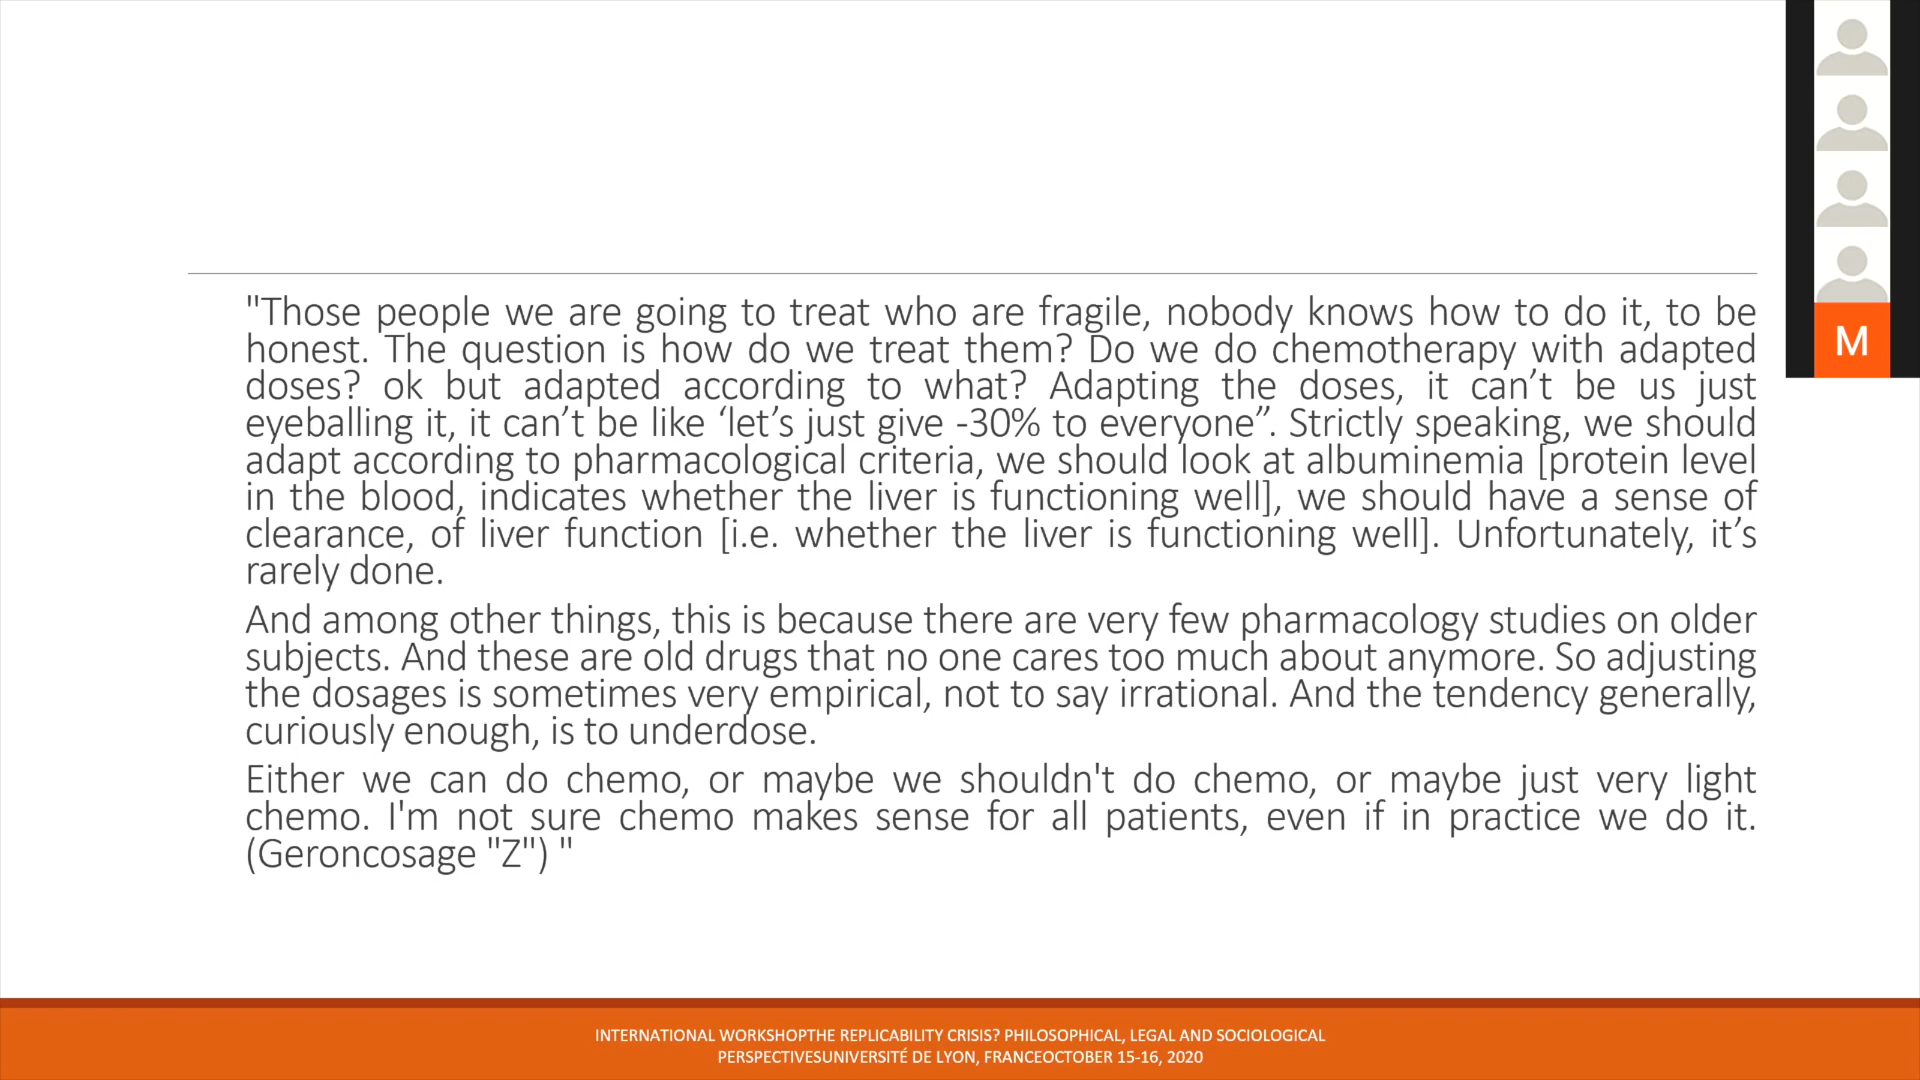 "Those people we are going to treat who are fragile, nobody knows how to do it, to be
honest. The question is how do we treat them? Do we do chemotherapy with adapted
doses? ok but adapted according to what? Adapting the doses, it can’t be us just
eyeballing it, it can’t be like ‘let’s just give -30% to everyone”. Strictly speaking, we should
adapt according to pharmacological criteria, we should look at albuminemia [protein level
in the blood, indicates whether the liver is functioning well], we should have a sense of
clearance, of liver function [i.e. whether the liver is functioning well]. Unfortunately, it’s
rarely done.
And among other things, this is because there are very few pharmacology studies on older
subjects. And these are old drugs that no one cares too much about anymore. So adjusting
the dosages is sometimes very empirical, not to say irrational. And the tendency generally,
curiously enough, is to underdose.
Either we can do chemo, or maybe we shouldn't do chemo, or maybe just very light
chemo. I'm not sure chemo makes sense for all patients, even if in practice we do it.
(Geroncosage "Z") "
M
INTERNATIONAL WORKSHOPTHE REPLICABILITY CRISIS? PHILOSOPHICAL, LEGAL AND SOCIOLOGICAL
PERSPECTIVESUNIVERSITÉ DE LYON, FRANCEOCTOBER 15-16, 2020